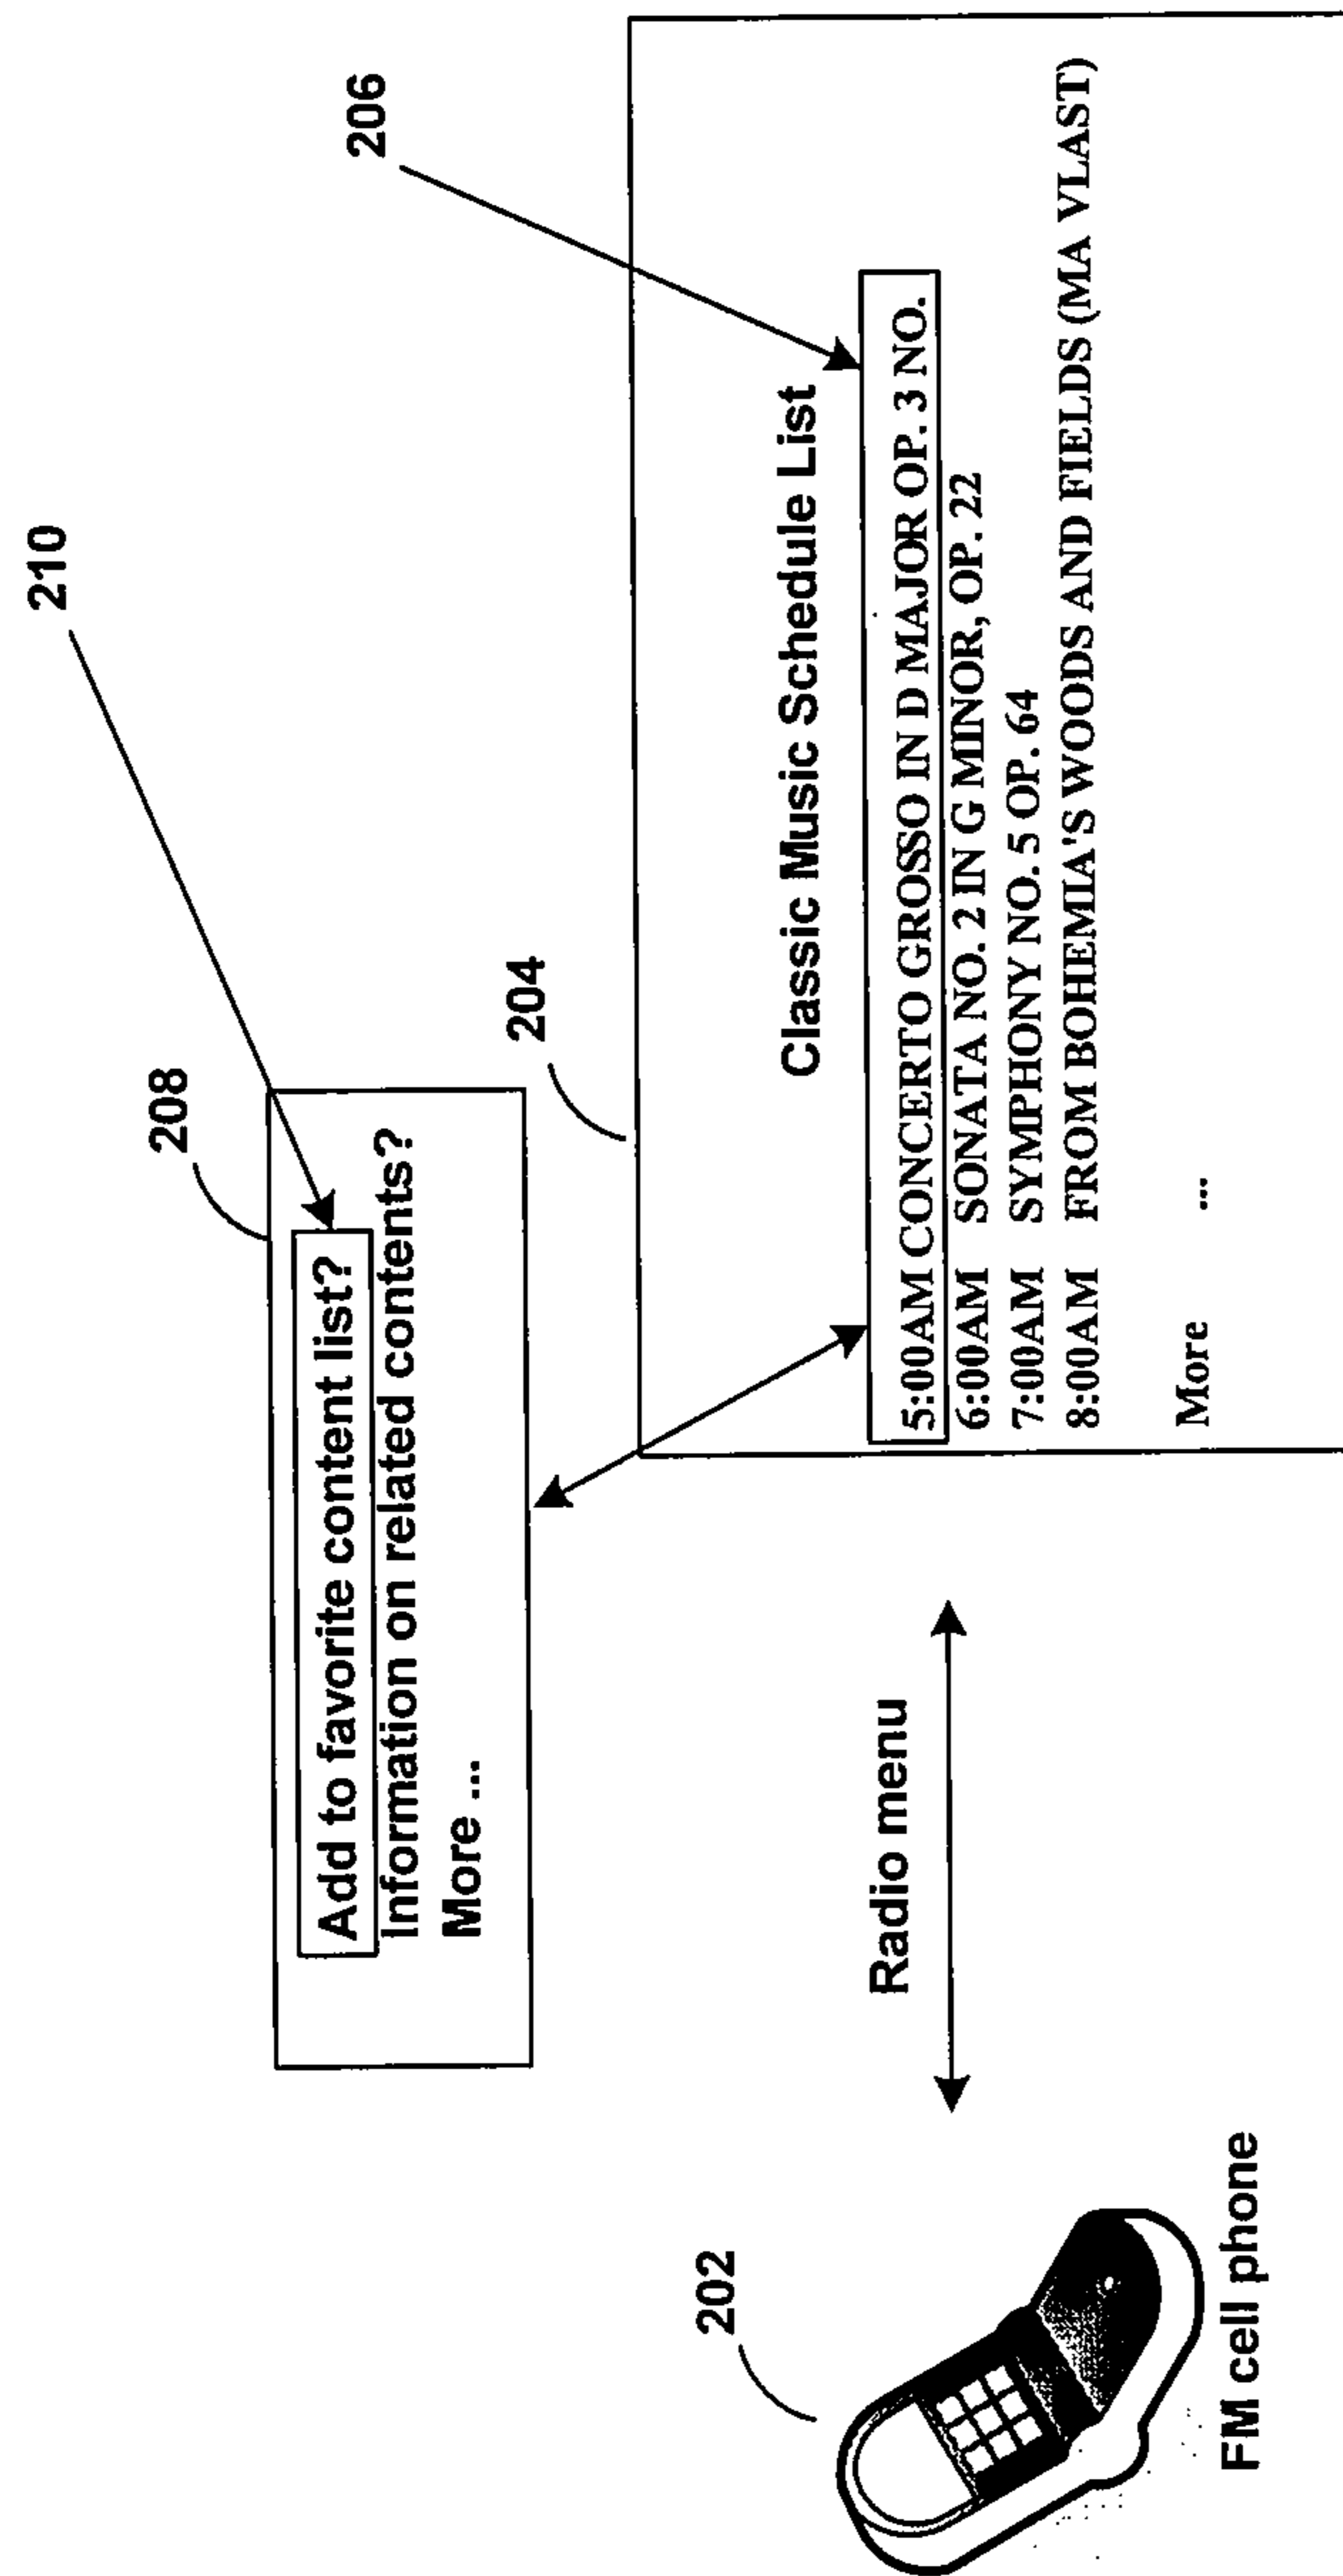 210
208
Add to favorite content list?
Information on related contents?
More ...
206
204
Classic Music Schedule List
5:00AM CONCERTO GROSSO IN D MAJOR OP. 3 NO.
6:00AM SONATA NO. 2 IN G MINOR, OP. 22
7:00AM SYMPHONY NO. 5 OP. 64
8:00AM FROM BOHEMIA'S WOODS AND FIELDS (MA VLAST)
More ...
Radio menu
202
FM cell phone